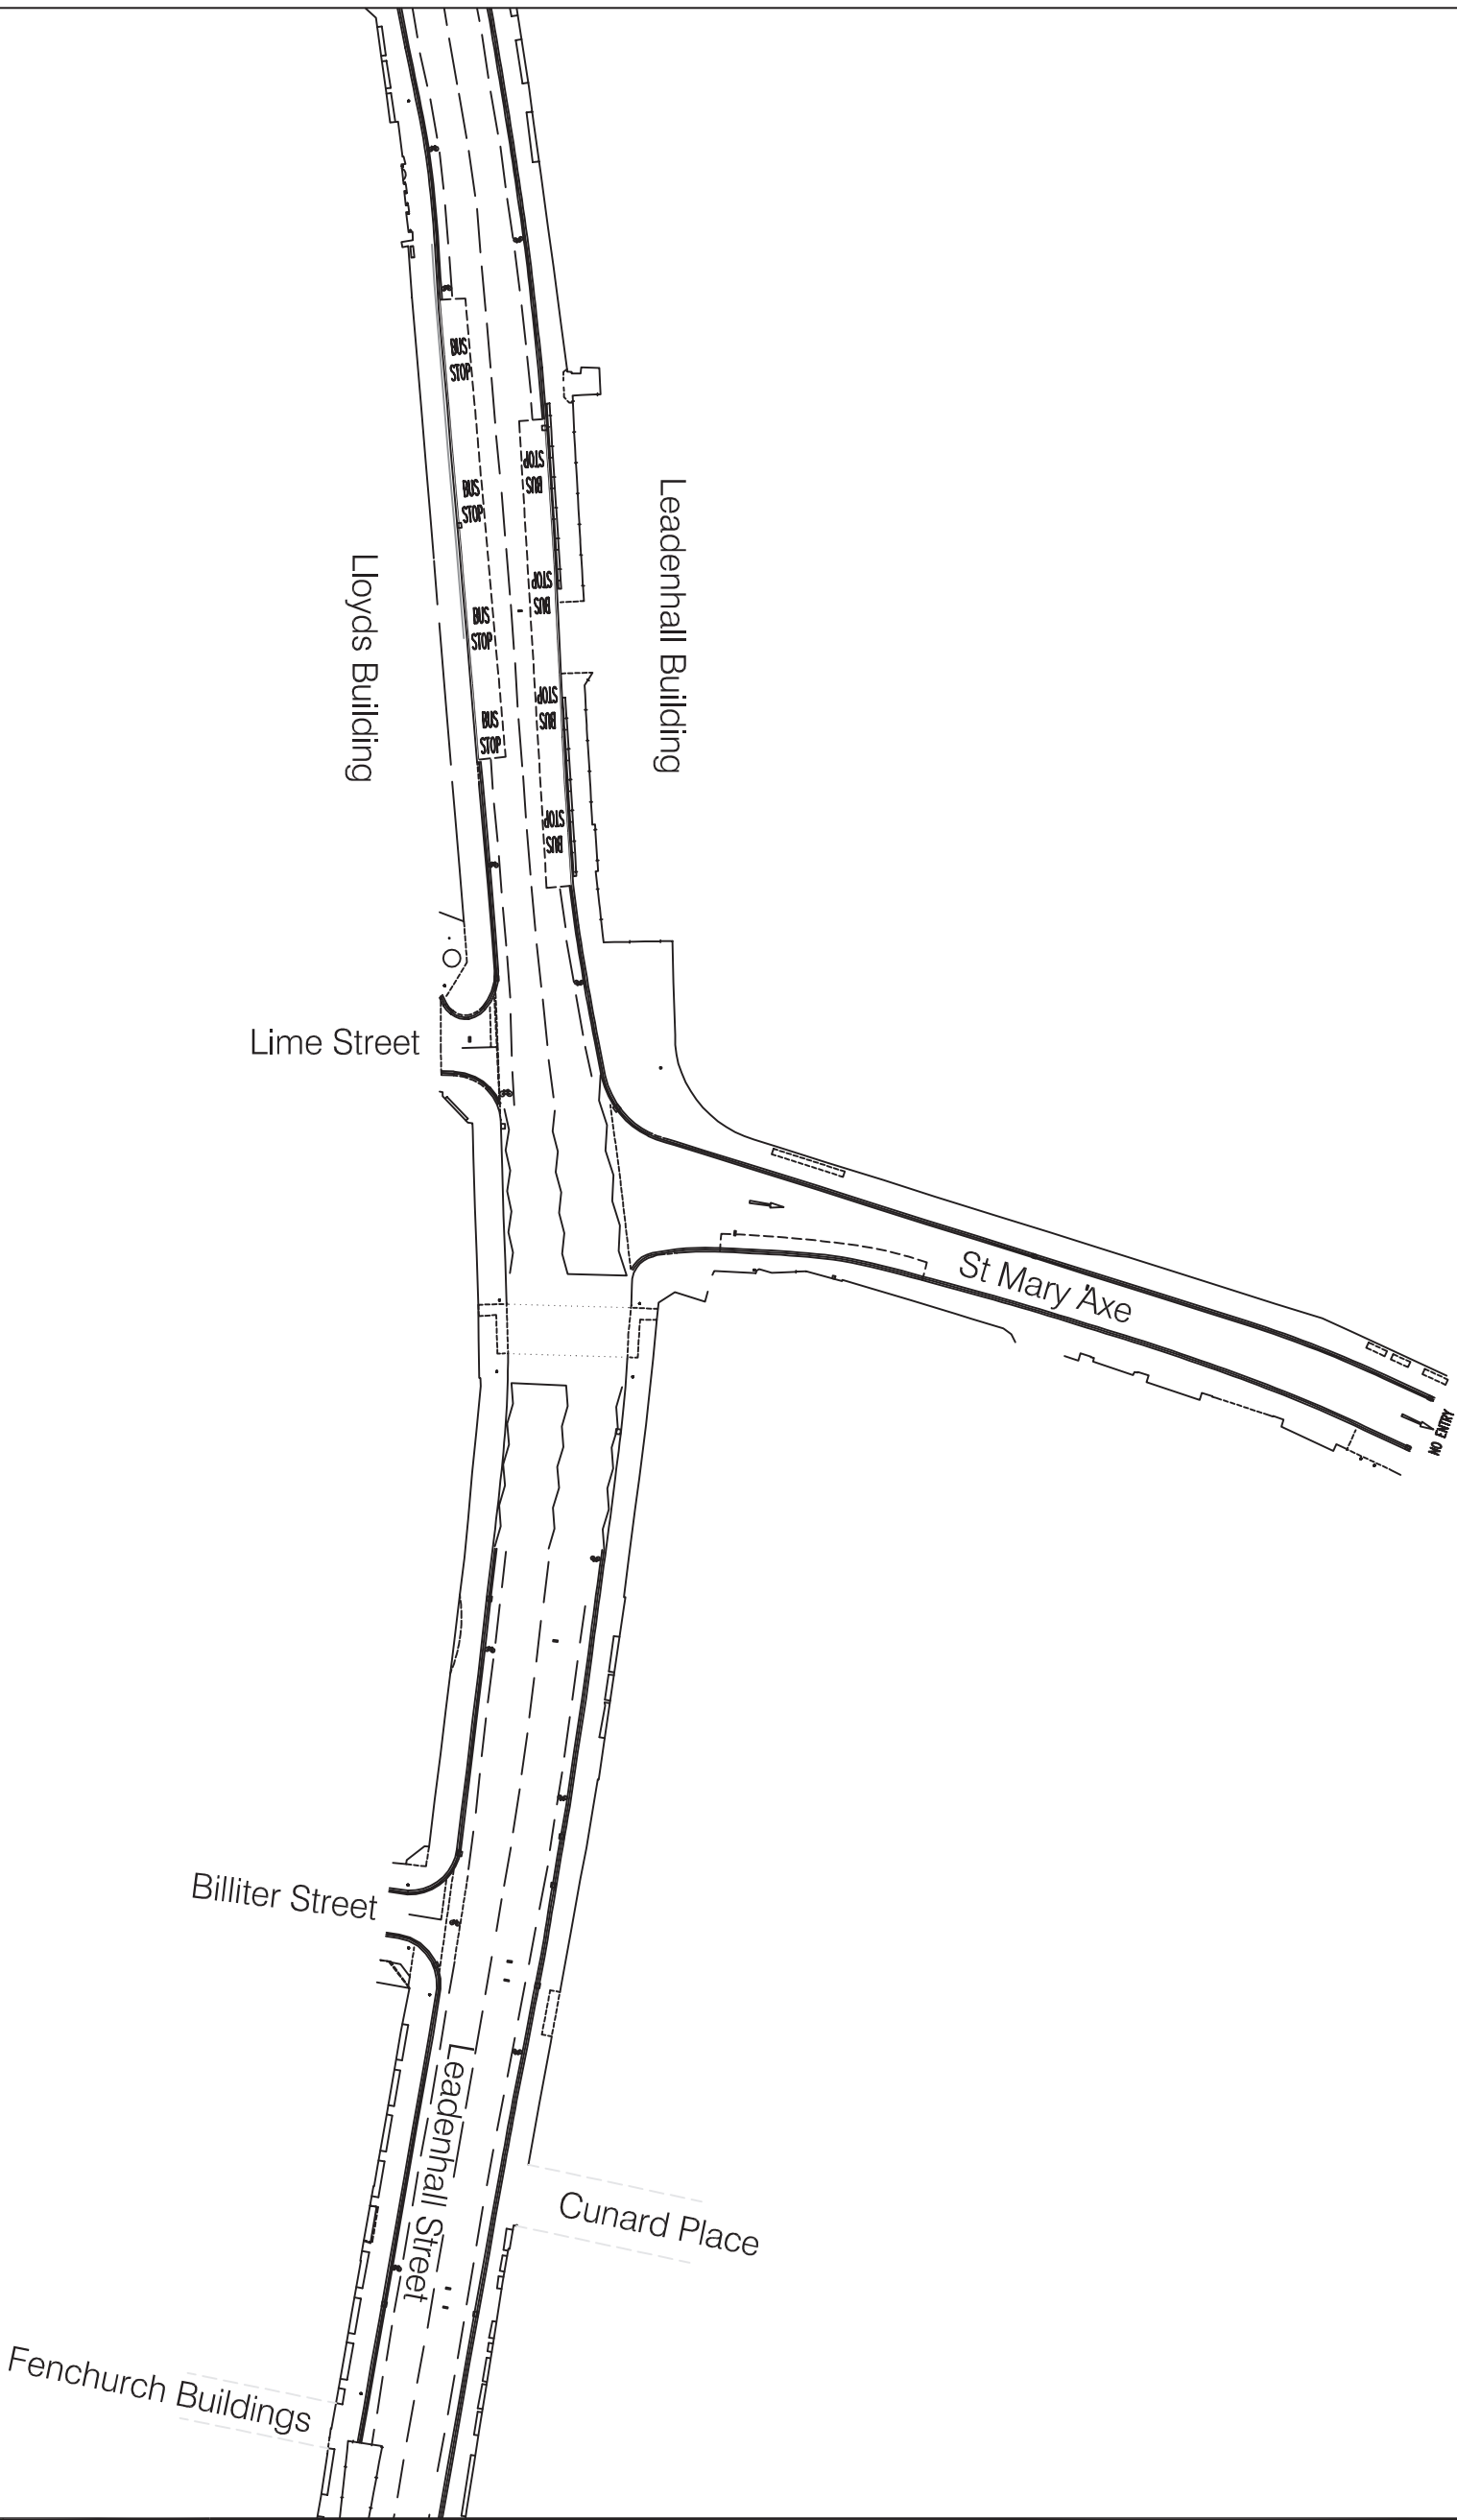 BUS
STOP
STOP
BUS
BUS
STOP
Lloyds Building
Leadenhall Building
STOP
BUS
BUS
STOP
STOP
BUS
BUS
STOP
STOP
BUS
Lime Street
St Mary Axe
NO ENTRY
Billiter Street
Leadenhall Street
Cunard Place
Fenchurch Buildings